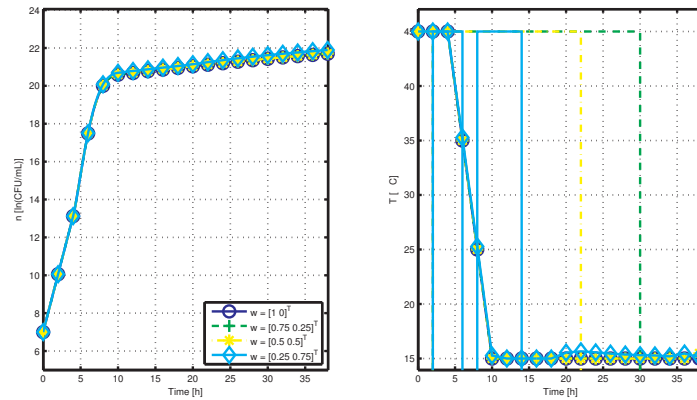 22
20
18
16
14
12
10
8
6
n [ln(CFU/mL)]
0 5 10 15 20 25 30 35
Time [h]
w = [1 0]ᵀ
w = [0.75 0.25]ᵀ
w = [0.5 0.5]ᵀ
w = [0.25 0.75]ᵀ
45
40
35
30
25
20
15
T [ C]
0 5 10 15 20 25 30 35
Time [h]